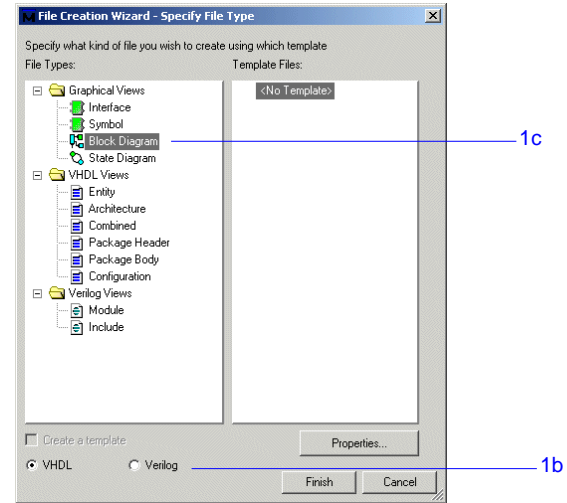 File Creation Wizard - Specify File Type
Specify what kind of file you wish to create using which template
File Types:
Template Files:
Graphical Views
Interface
Symbol
Block Diagram
State Diagram
VHDL Views
Entity
Architecture
Combined
Package Header
Package Body
Configuration
Verilog Views
Module
Include
<No Template>
1c
Create a template
Properties...
VHDL
Verilog
1b
Finish
Cancel